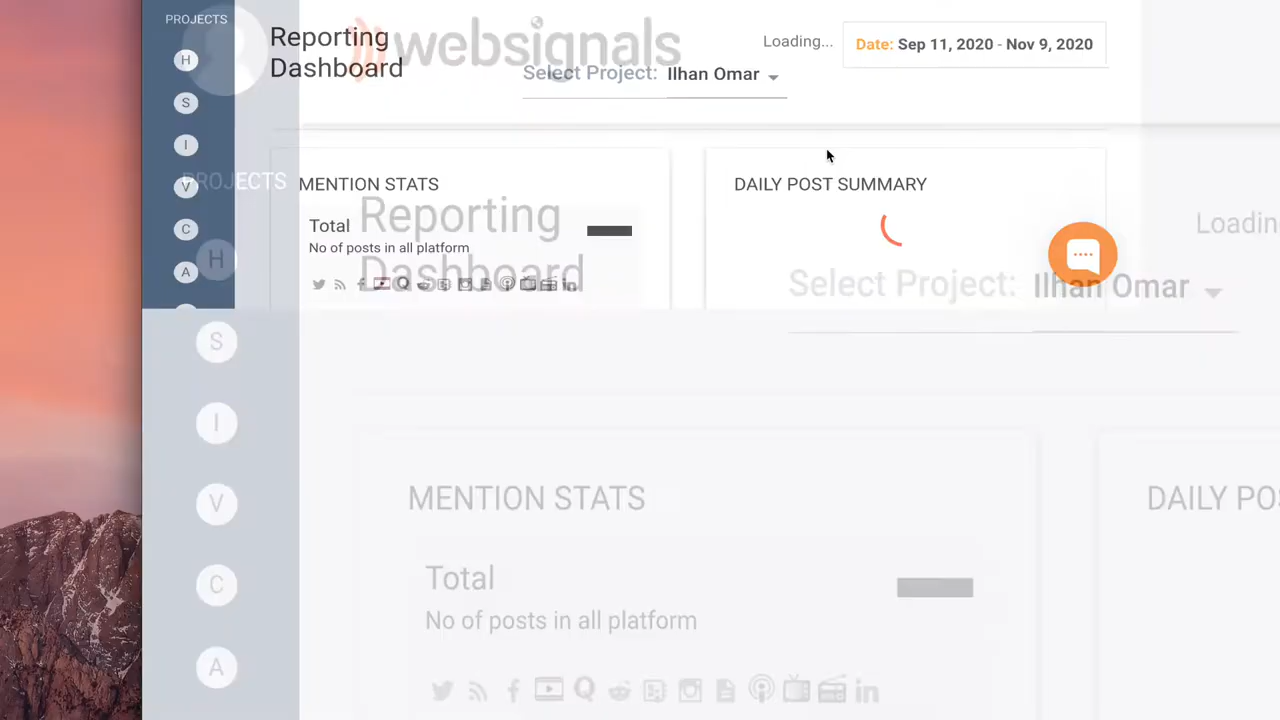 PROJECTS
H
S
I
V
C
A
Reporting
Dashboard
websignals
Select Project: Ilhan Omar
Loading...
Date: Sep 11, 2020 - Nov 9, 2020
MENTION STATS
Total
No of posts in all platform
DAILY POST SUMMARY
PROJECTS
H
S
I
V
C
A
Reporting
Dashboard
Loadin
Select Project: Ilhan Omar
MENTION STATS
Total
No of posts in all platform
DAILY POS